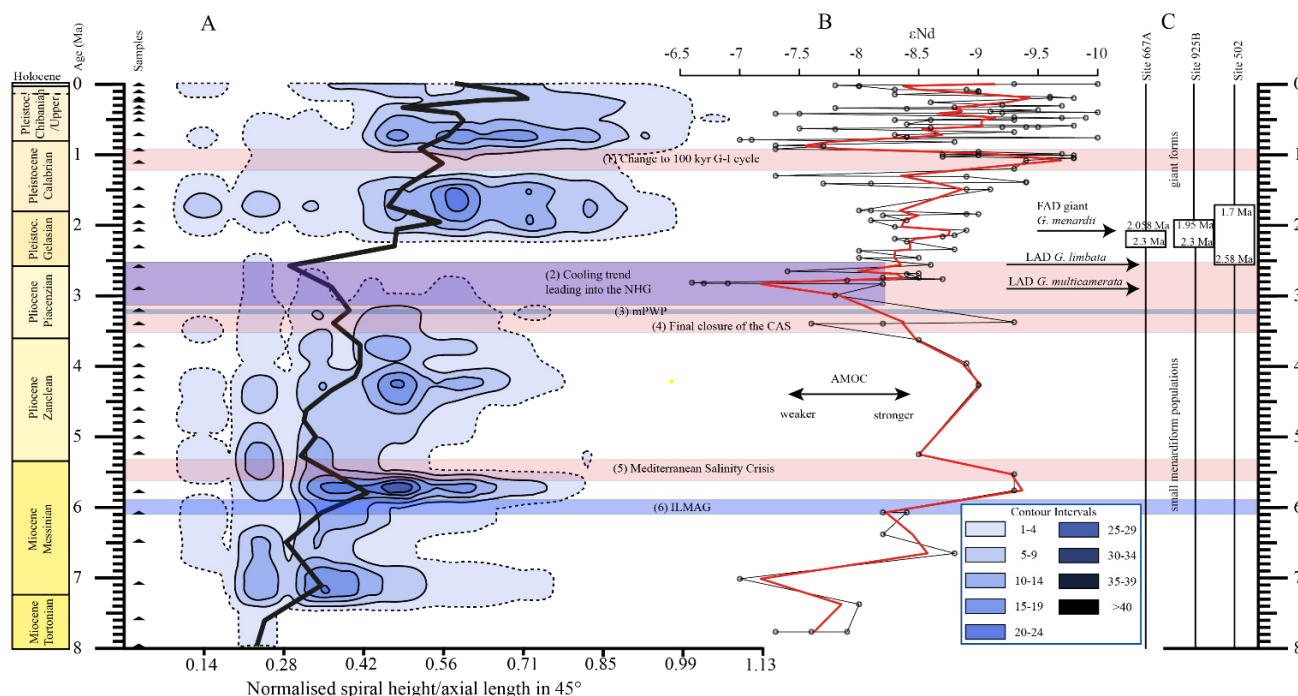 A
B
C
Age (Ma)
Samples
εNd
-6.5
-7
-8
-8.5
-9
-9.5
-10
Site 667A
Site 925B
Site 502
Holocene
Pleistoc.
Chibanian
/Upper
Pleistocene
Calabrian
Pleistoc.
Gelasian
Pliocene
Piacenzian
Pliocene
Zanclean
Miocene
Messinian
Miocene
Tortonian
0
1
2
3
4
5
6
7
8
(1) Change to 100 kyr G-I cycle
(2) Cooling trend
leading into the NHG
(3) mPWP
(4) Final closure of the CAS
(5) Mediterranean Salinity Crisis
(6) ILMAG
AMOC
weaker
stronger
FAD giant
G. menardii
LAD G. limbata
LAD G. multicamerata
2.058 Ma
2.3 Ma
1.95 Ma
2.3 Ma
1.7 Ma
2.58 Ma
giant forms
small menardiform populations
0
1
2
3
4
5
6
7
8
Contour Intervals
1-4
5-9
10-14
15-19
20-24
25-29
30-34
35-39
>40
0.14
0.28
0.42
0.56
0.71
0.85
0.99
1.13
Normalised spiral height/axial length in 45°